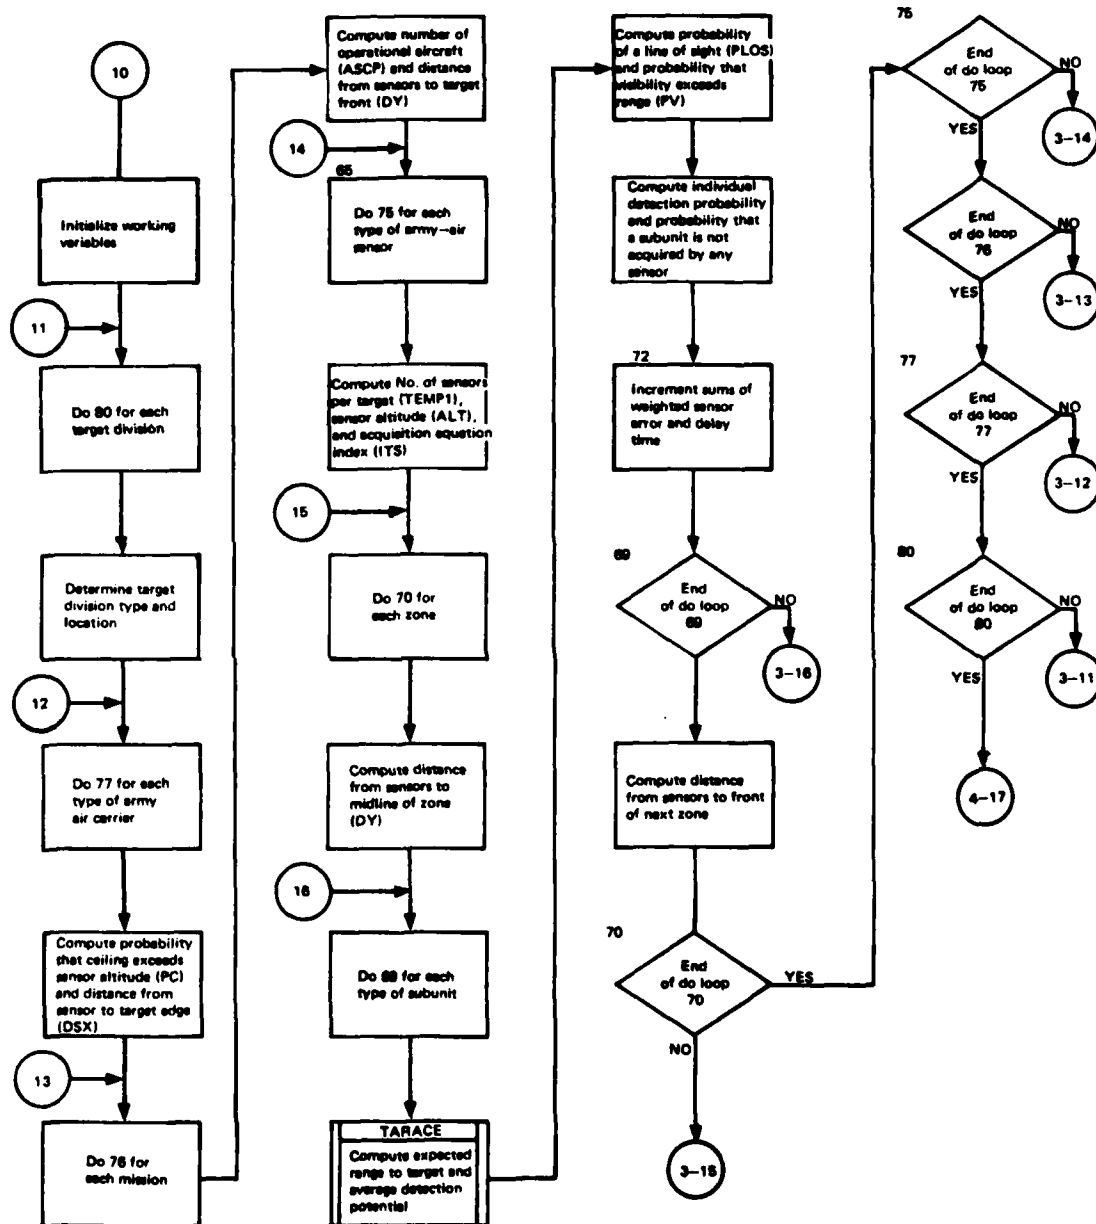 10
Initialize working
variables
11
Do 80 for each
target division
Determine target
division type and
location
12
Do 77 for each
type of army
air carrier
Compute probability
that ceiling exceeds
sensor altitude (PC)
and distance from
sensor to target edge
(DSX)
13
Do 76 for
each mission
Compute number of
operational aircraft
(ASCP) and distance
from sensors to target
front (DY)
14
65
Do 75 for each
type of army-air
sensor
Compute No. of sensors
per target (TEMP1),
sensor altitude (ALT),
and acquisition equation
index (ITS)
15
Do 70 for
each zone
Compute distance
from sensors to
midline of zone
(DY)
16
Do 69 for each
type of subunit
TARACE
Compute expected
range to target and
average detection
potential
Compute probability
of a line of sight (PLOS)
and probability that
visibility exceeds
range (PV)
Compute individual
detection probability
and probability that
a subunit is not
acquired by any
sensor
72
Increment sums of
weighted sensor
error and delay
time
69
End
of do loop
69
NO
3-16
Compute distance
from sensors to front
of next zone
70
End
of do loop
70
YES
NO
3-15
75
End
of do loop
75
NO
3-14
YES
End
of do loop
76
NO
3-13
YES
77
End
of do loop
77
NO
3-12
YES
80
End
of do loop
80
NO
3-11
YES
4-17